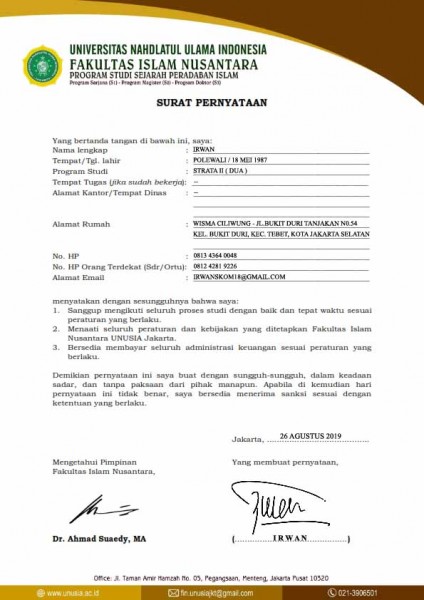 UNIVERSITAS NAHDLATUL ULAMA INDONESIA
FAKULTAS ISLAM NUSANTARA
PROGRAM STUDI SEJARAH PERADABAN ISLAM
Program Sarjana (S1) - Program Magister (S2) - Program Doktor (S3)
SURAT PERNYATAAN
Yang bertanda tangan di bawah ini, saya:
Nama lengkap : IRWAN
Tempat/Tgl. lahir : POLEWALI / 18 MEI 1987
Program Studi : STRATA II ( DUA )
Tempat Tugas (jika sudah bekerja): –
Alamat Kantor/Tempat Dinas : –
Alamat Rumah : WISMA CILIWUNG - JL.BUKIT DURI TANJAKAN N0.54
KEL. BUKIT DURI, KEC. TEBET, KOTA JAKARTA SELATAN
No. HP : 0813 4364 0048
No. HP Orang Terdekat (Sdr/Ortu): 0812 4281 9226
Alamat Email : IRWANSKOM18@GMAIL.COM
menyatakan dengan sesungguhnya bahwa saya:
1. Sanggup mengikuti seluruh proses studi dengan baik dan tepat waktu sesuai
peraturan yang berlaku.
2. Menaati seluruh peraturan dan kebijakan yang ditetapkan Fakultas Islam
Nusantara UNUSIA Jakarta.
3. Bersedia membayar seluruh administrasi keuangan sesuai peraturan yang
berlaku.
Demikian pernyataan ini saya buat dengan sungguh-sungguh, dalam keadaan
sadar, dan tanpa paksaan dari pihak manapun. Apabila di kemudian hari
pernyataan ini tidak benar, saya bersedia menerima sanksi sesuai dengan
ketentuan yang berlaku.
Jakarta, 26 AGUSTUS 2019
Mengetahui Pimpinan
Fakultas Islam Nusantara,
Yang membuat pernyataan,
Dr. Ahmad Suaedy, MA
(IRWAN)
Office: Jl. Taman Amir Hamzah No. 05, Pegangsaan, Menteng, Jakarta Pusat 10320
www.unusia.ac.id
fin.unusiajkt@gmail.com
021-3906501